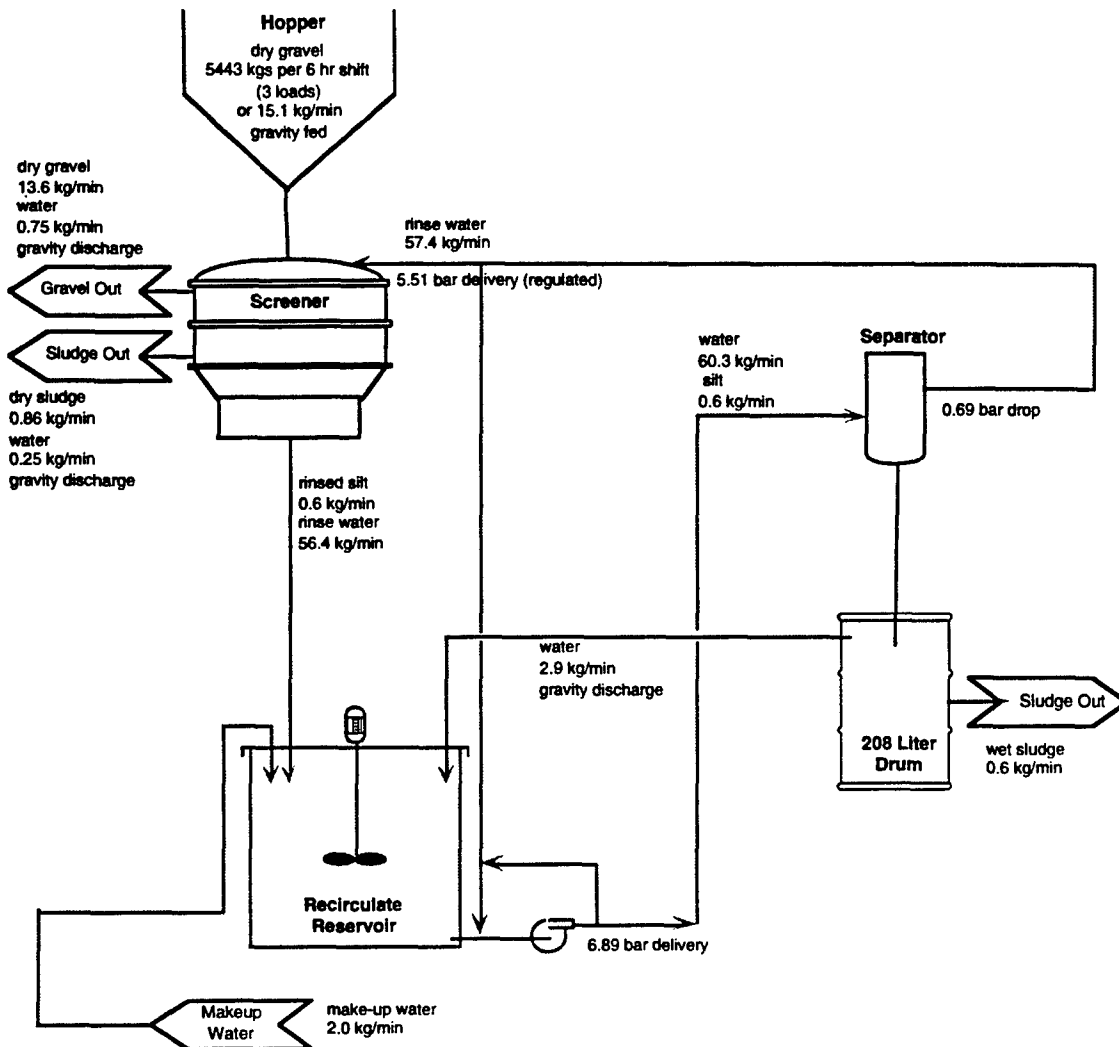 Hopper
dry gravel
5443 kgs per 6 hr shift
(3 loads)
or 15.1 kg/min
gravity fed
dry gravel
13.6 kg/min
water
0.75 kg/min
gravity discharge
Gravel Out
Screener
Sludge Out
dry sludge
0.86 kg/min
water
0.25 kg/min
gravity discharge
rinse water
57.4 kg/min
5.51 bar delivery (regulated)
water
60.3 kg/min
silt
0.6 kg/min
Separator
0.69 bar drop
rinsed silt
0.6 kg/min
rinse water
56.4 kg/min
water
2.9 kg/min
gravity discharge
208 Liter
Drum
Sludge Out
wet sludge
0.6 kg/min
Recirculate
Reservoir
6.89 bar delivery
Makeup
Water
make-up water
2.0 kg/min